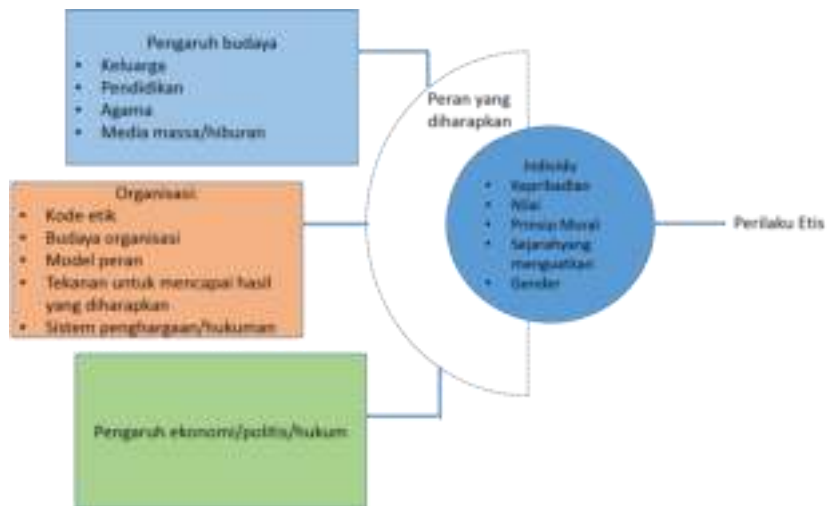 Pengaruh budaya
• Keluarga
• Pendidikan
• Agama
• Media massa/hiburan
Organisasi:
• Kode etik
• Budaya organisasi
• Model peran
• Tekanan untuk mencapai hasil
yang diharapkan
• Sistem penghargaan/hukuman
Pengaruh ekonomi/politis/hukum
Peran yang
diharapkan
Individu
• Kepribadian
• Nilai
• Prinsip Moral
• Sejarahyang
menguatkan
• Gender
Perilaku Etis